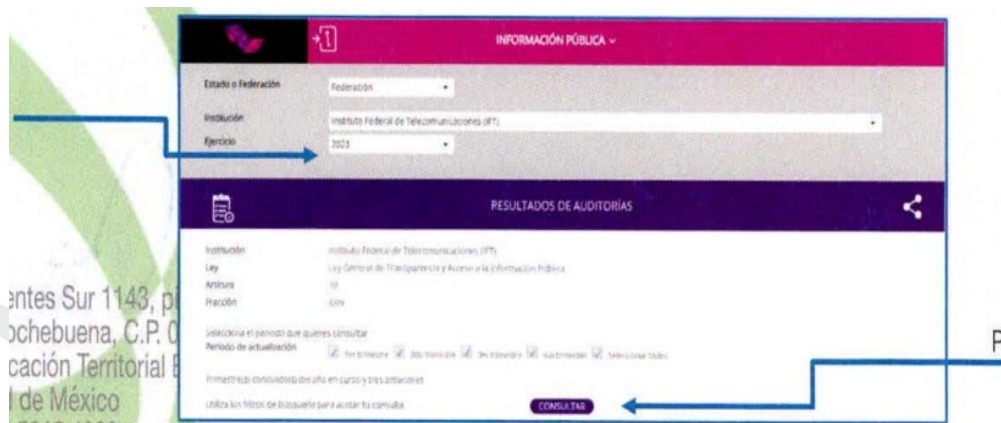 INFORMACIÓN PÚBLICA
Estado o Federación
Federación
Institución
Instituto Federal de Telecomunicaciones (IFT)
Ejercicio
2023
RESULTADOS DE AUDITORÍAS
Institución
Instituto Federal de Telecomunicaciones (IFT)
Ley
Ley General de Transparencia y Acceso a la Información Pública
Artículo
70
Fracción
XXIV
Selecciona el periodo que quieres consultar
Periodo de actualización
1er trimestre 2do trimestre 3er trimestre 4to trimestre Seleccionar todos
Trimestre(s) concluido(s) del año en curso y tres anteriores
Utiliza los filtros de búsqueda para acotar tu consulta
CONSULTAR
entes Sur 1143, pi
ochebuena, C.P. 0
cación Territorial B
d de México
P